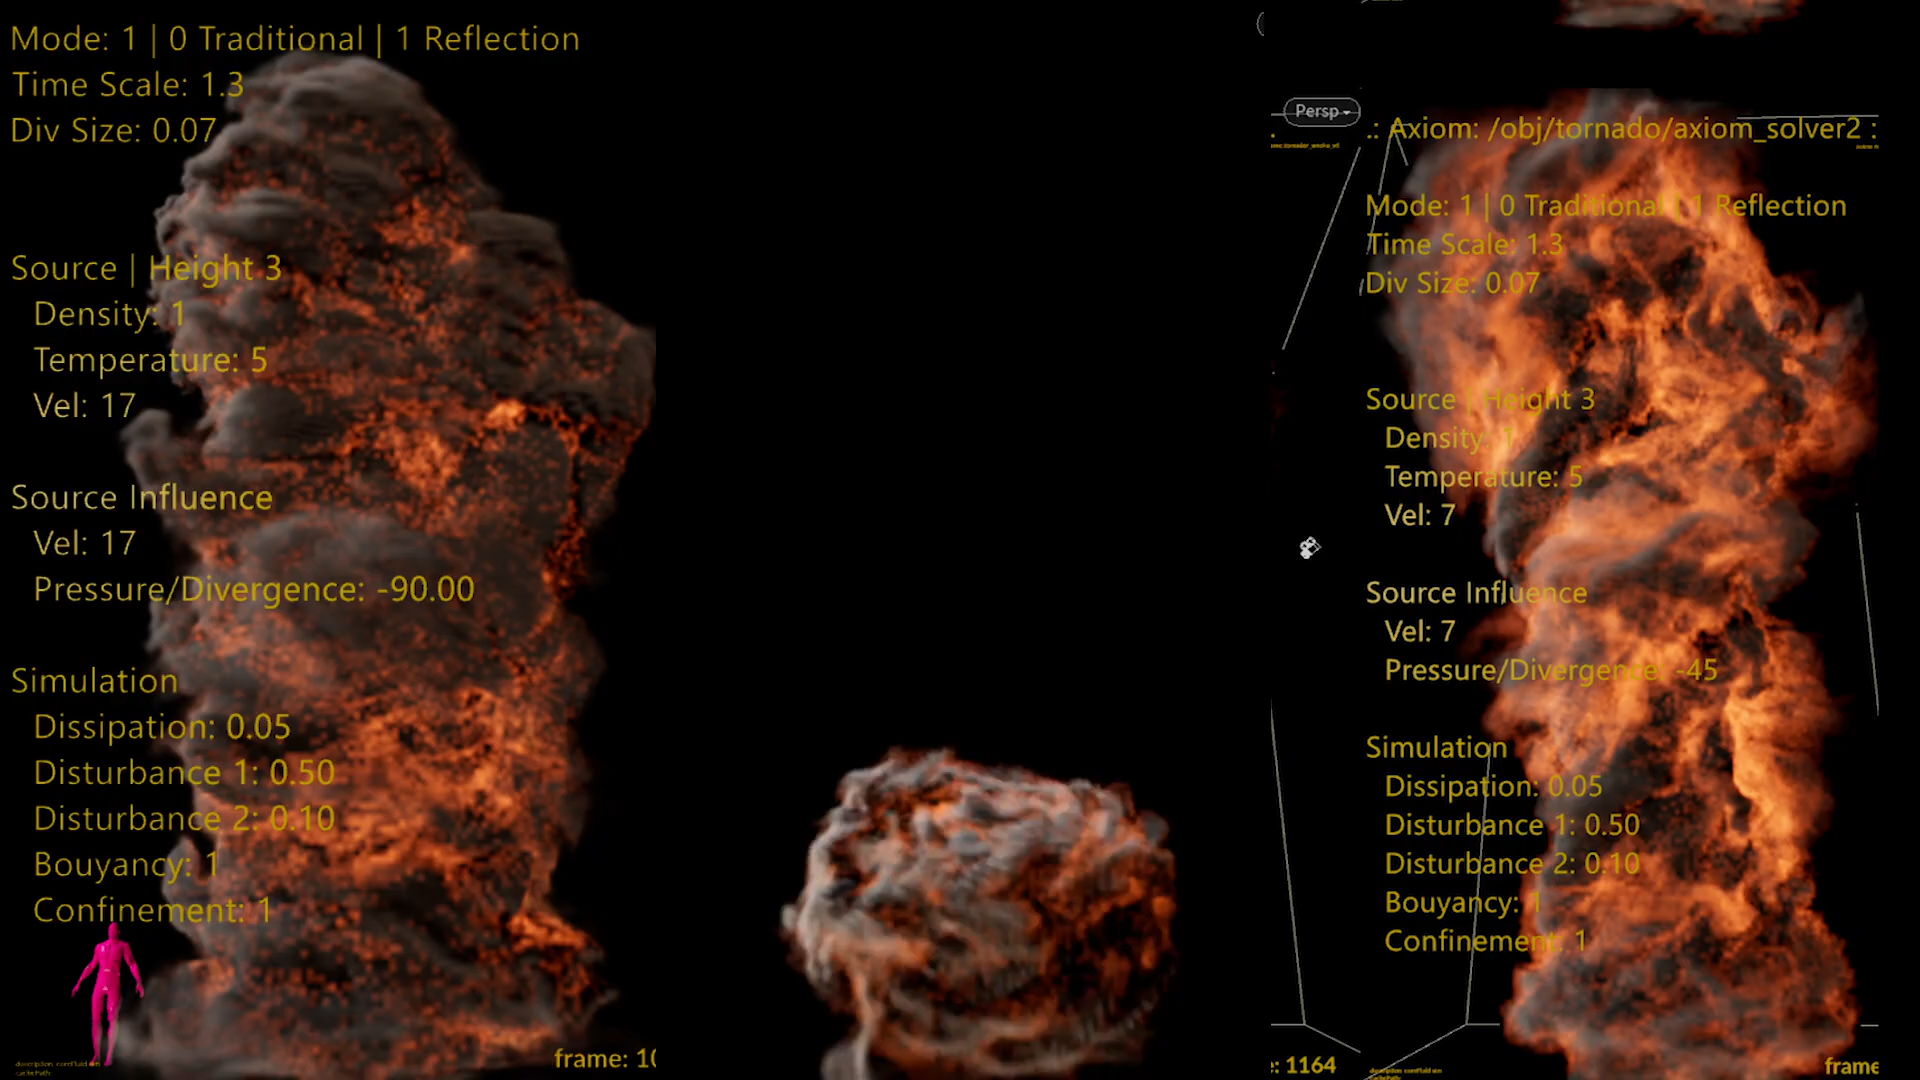 Mode: 1 | 0 Traditional | 1 Reflection
Time Scale: 1.3
Div Size: 0.07
Source | Height 3
Density: 1
Temperature: 5
Vel: 17
Source Influence
Vel: 17
Pressure/Divergence: -90.00
Simulation
Dissipation: 0.05
Disturbance 1: 0.50
Disturbance 2: 0.10
Bouyancy: 1
Confinement: 1
frame: 10
Persp
.: Axiom: /obj/tornado/axiom_solver2 :
Mode: 1 | 0 Traditional | 1 Reflection
Time Scale: 1.3
Div Size: 0.07
Source | Height 3
Density: 1
Temperature: 5
Vel: 7
Source Influence
Vel: 7
Pressure/Divergence: -45
Simulation
Dissipation: 0.05
Disturbance 1: 0.50
Disturbance 2: 0.10
Bouyancy: 1
Confinement: 1
: 1164
frame